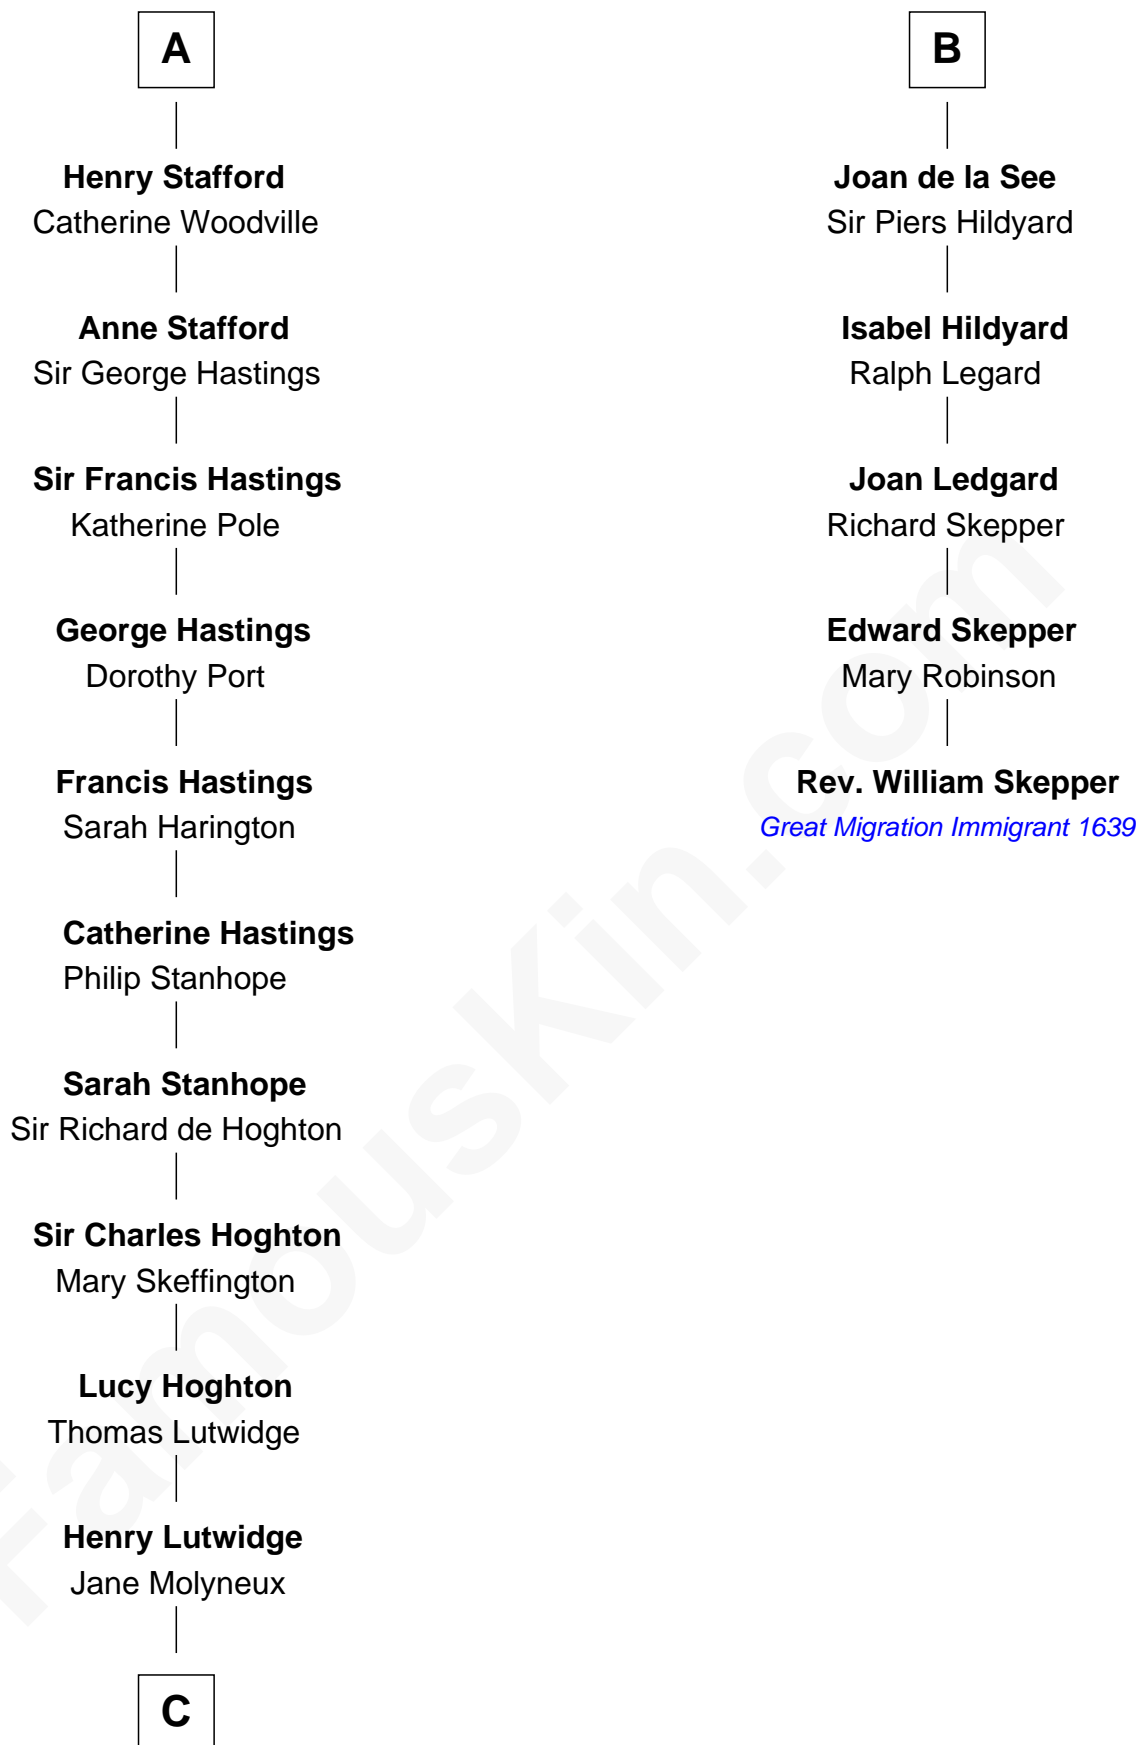 A
Henry Stafford
Catherine Woodville
Anne Stafford
Sir George Hastings
Sir Francis Hastings
Katherine Pole
George Hastings
Dorothy Port
Francis Hastings
Sarah Harington
Catherine Hastings
Philip Stanhope
Sarah Stanhope
Sir Richard de Hoghton
Sir Charles Hoghton
Mary Skeffington
Lucy Hoghton
Thomas Lutwidge
Henry Lutwidge
Jane Molyneux
C
B
Joan de la See
Sir Piers Hildyard
Isabel Hildyard
Ralph Legard
Joan Ledgard
Richard Skepper
Edward Skepper
Mary Robinson
Rev. William Skepper
Great Migration Immigrant 1639
FamousKin.com